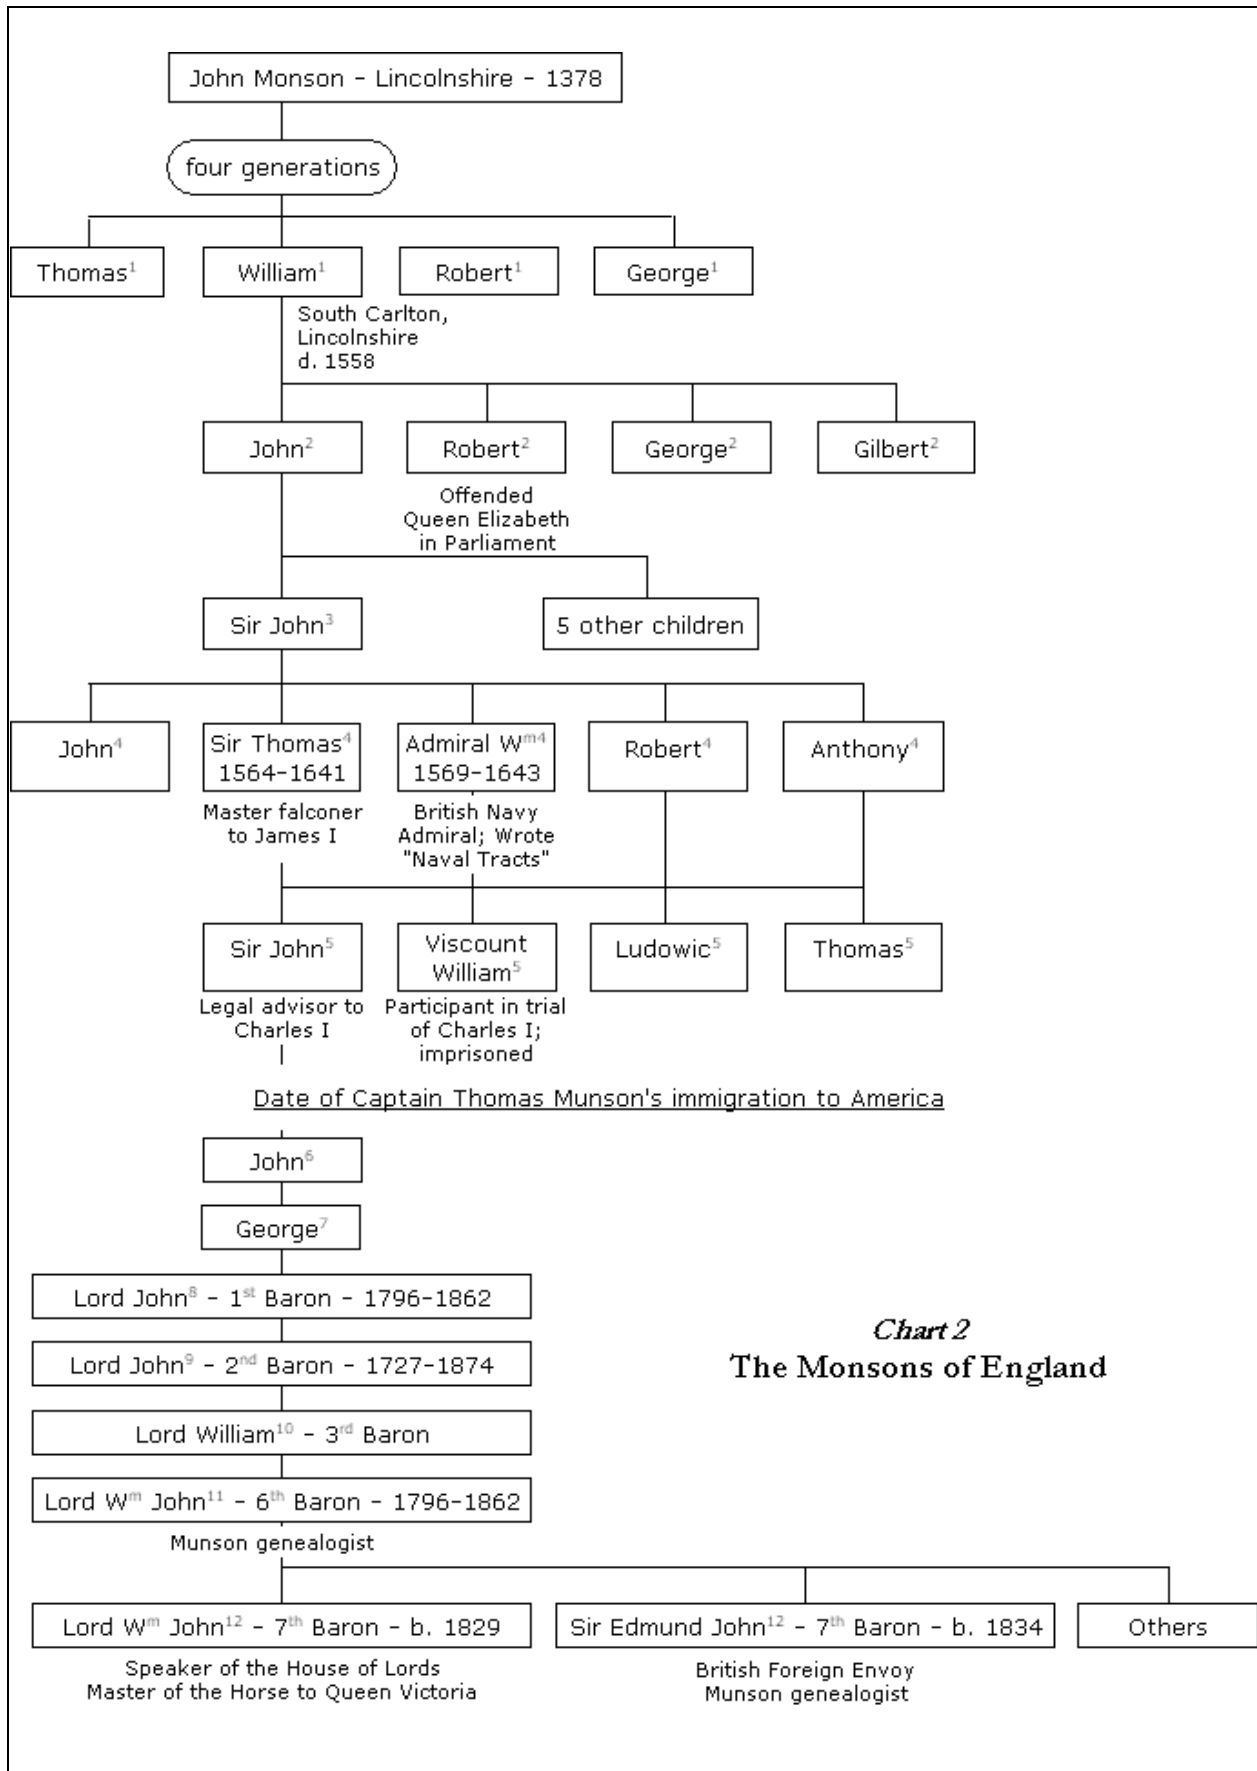 John Monson - Lincolnshire - 1378
four generations
Thomas¹
William¹
Robert¹
George¹
South Carlton,
Lincolnshire
d. 1558
John²
Robert²
George²
Gilbert²
Offended
Queen Elizabeth
in Parliament
Sir John³
5 other children
John⁴
Sir Thomas⁴
1564-1641
Admiral Wᵐ⁴
1569-1643
Robert⁴
Anthony⁴
Master falconer
to James I
British Navy
Admiral; Wrote
"Naval Tracts"
Sir John⁵
Viscount
William⁵
Ludowic⁵
Thomas⁵
Legal advisor to
Charles I
Participant in trial
of Charles I;
imprisoned
Date of Captain Thomas Munson's immigration to America
John⁶
George⁷
Lord John⁸ - 1ˢᵗ Baron - 1796-1862
Lord John⁹ - 2ⁿᵈ Baron - 1727-1874
Lord William¹⁰ - 3ʳᵈ Baron
Lord Wᵐ John¹¹ - 6ᵗʰ Baron - 1796-1862
Munson genealogist
Chart 2
The Monsons of England
Lord Wᵐ John¹² - 7ᵗʰ Baron - b. 1829
Sir Edmund John¹² - 7ᵗʰ Baron - b. 1834
Others
Speaker of the House of Lords
Master of the Horse to Queen Victoria
British Foreign Envoy
Munson genealogist